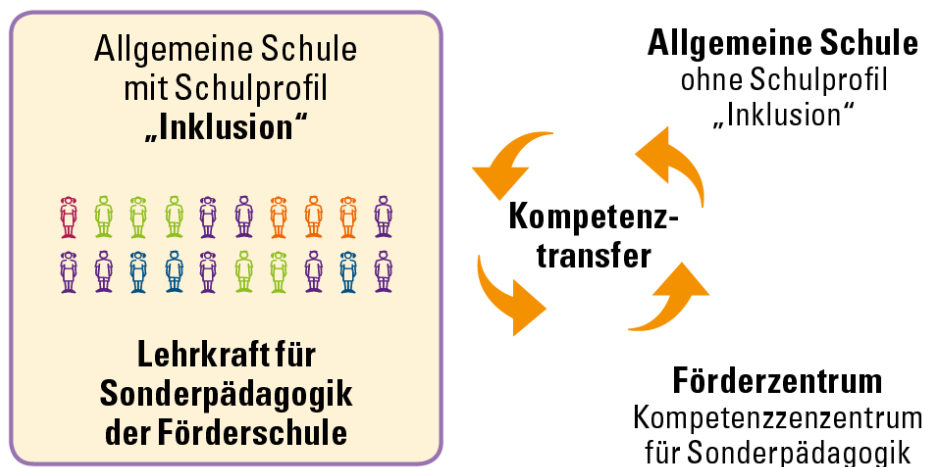 Allgemeine Schule
mit Schulprofil
„Inklusion“
Lehrkraft für
Sonderpädagogik
der Förderschule
Allgemeine Schule
ohne Schulprofil
„Inklusion“
Kompetenz-
transfer
Förderzentrum
Kompetenzzenzentrum
für Sonderpädagogik